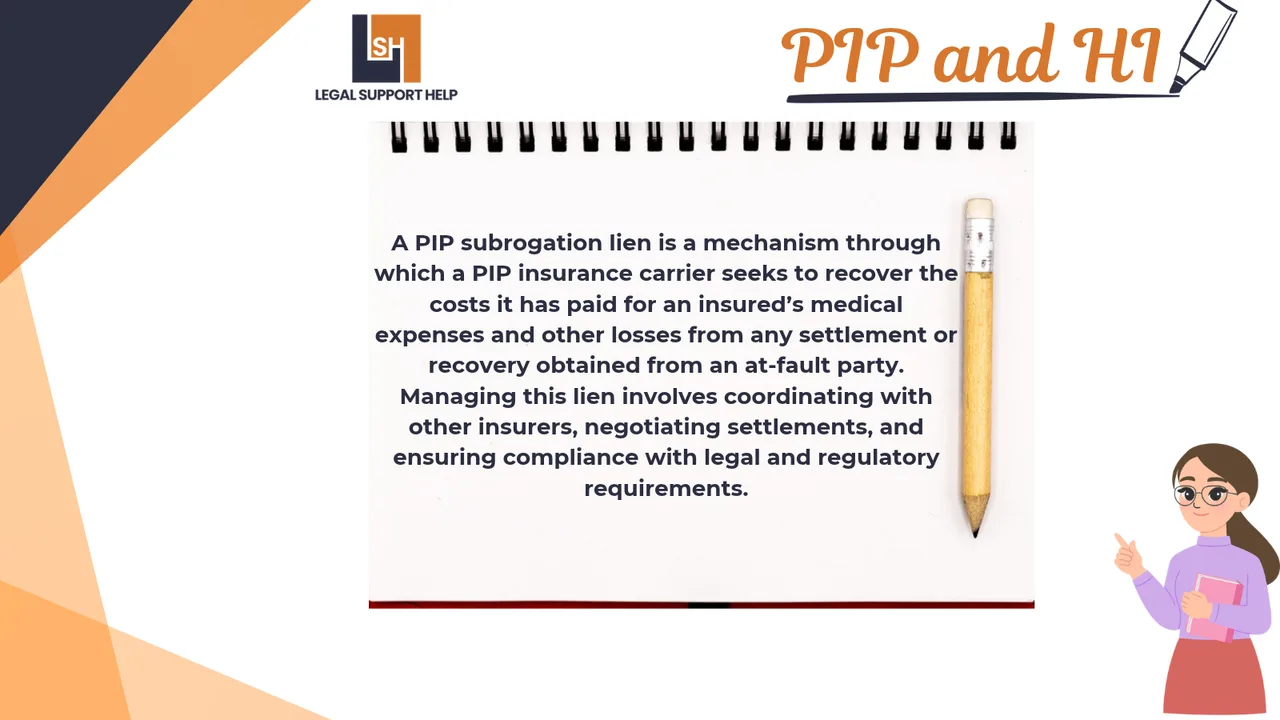 LSH
LEGAL SUPPORT HELP
PIP and HI
A PIP subrogation lien is a mechanism through
which a PIP insurance carrier seeks to recover the
costs it has paid for an insured’s medical
expenses and other losses from any settlement or
recovery obtained from an at-fault party.
Managing this lien involves coordinating with
other insurers, negotiating settlements, and
ensuring compliance with legal and regulatory
requirements.